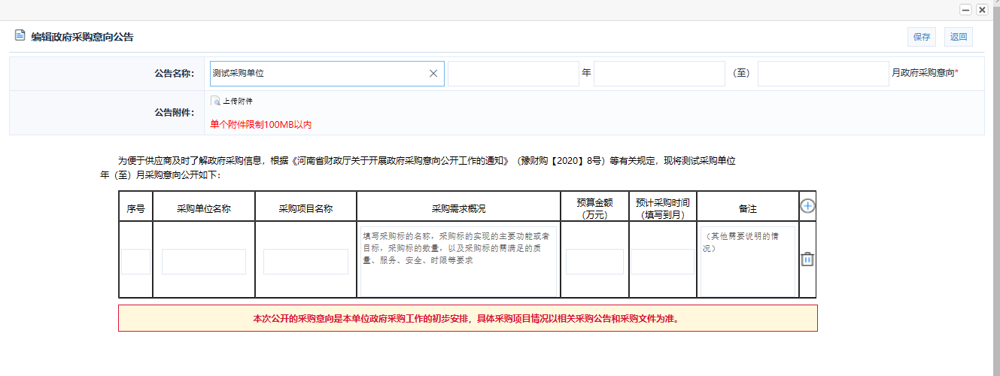 编辑政府采购意向公告
保存 返回
公告名称： 测试采购单位 年 （至） 月政府采购意向*
公告附件： 上传附件
单个附件限制100MB以内
为便于供应商及时了解政府采购信息，根据《河南省财政厅关于开展政府采购意向公开工作的通知》（豫财购【2020】8号）等有关规定，现将测试采购单位
年（至）月采购意向公开如下：
序号 采购单位名称 采购项目名称 采购需求概况 预算金额 预计采购时间 备注
（万元） （填写到月）
填写采购标的名称，采购标的实现的主要功能或者 （其他需要说明的情
目标，采购标的数量，以及采购标的需满足的质 况）
量、服务、安全、时限等要求
本次公开的采购意向是本单位政府采购工作的初步安排，具体采购项目情况以相关采购公告和采购文件为准。